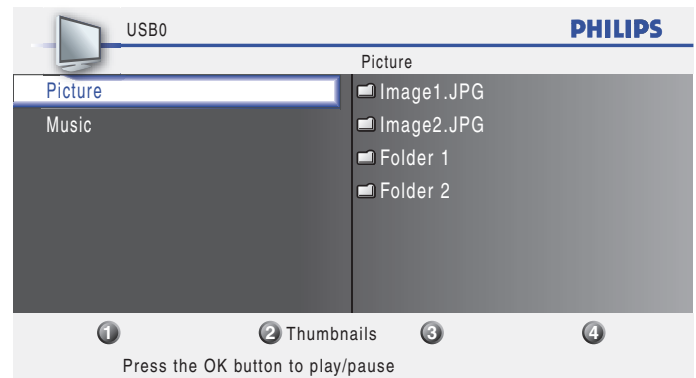 USB0
PHILIPS
Picture
Picture
Music
Image1.JPG
Image2.JPG
Folder 1
Folder 2
1 2 Thumbnails 3 4
Press the OK button to play/pause